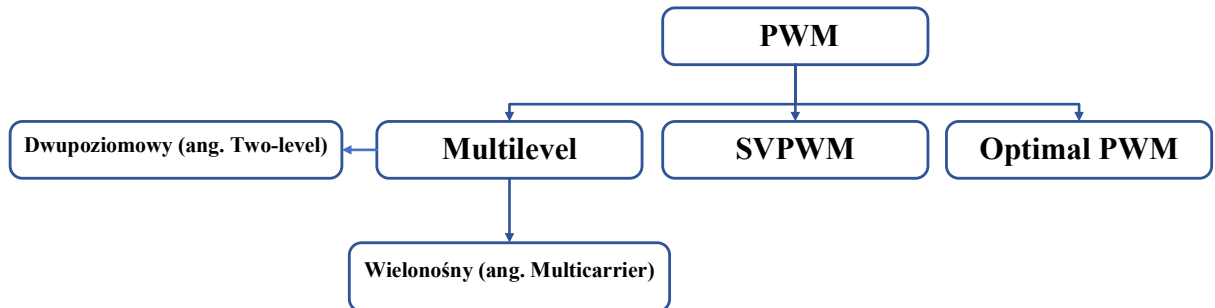 PWM
Dwupoziomowy (ang. Two-level)
Multilevel
SVPWM
Optimal PWM
Wielonośny (ang. Multicarrier)